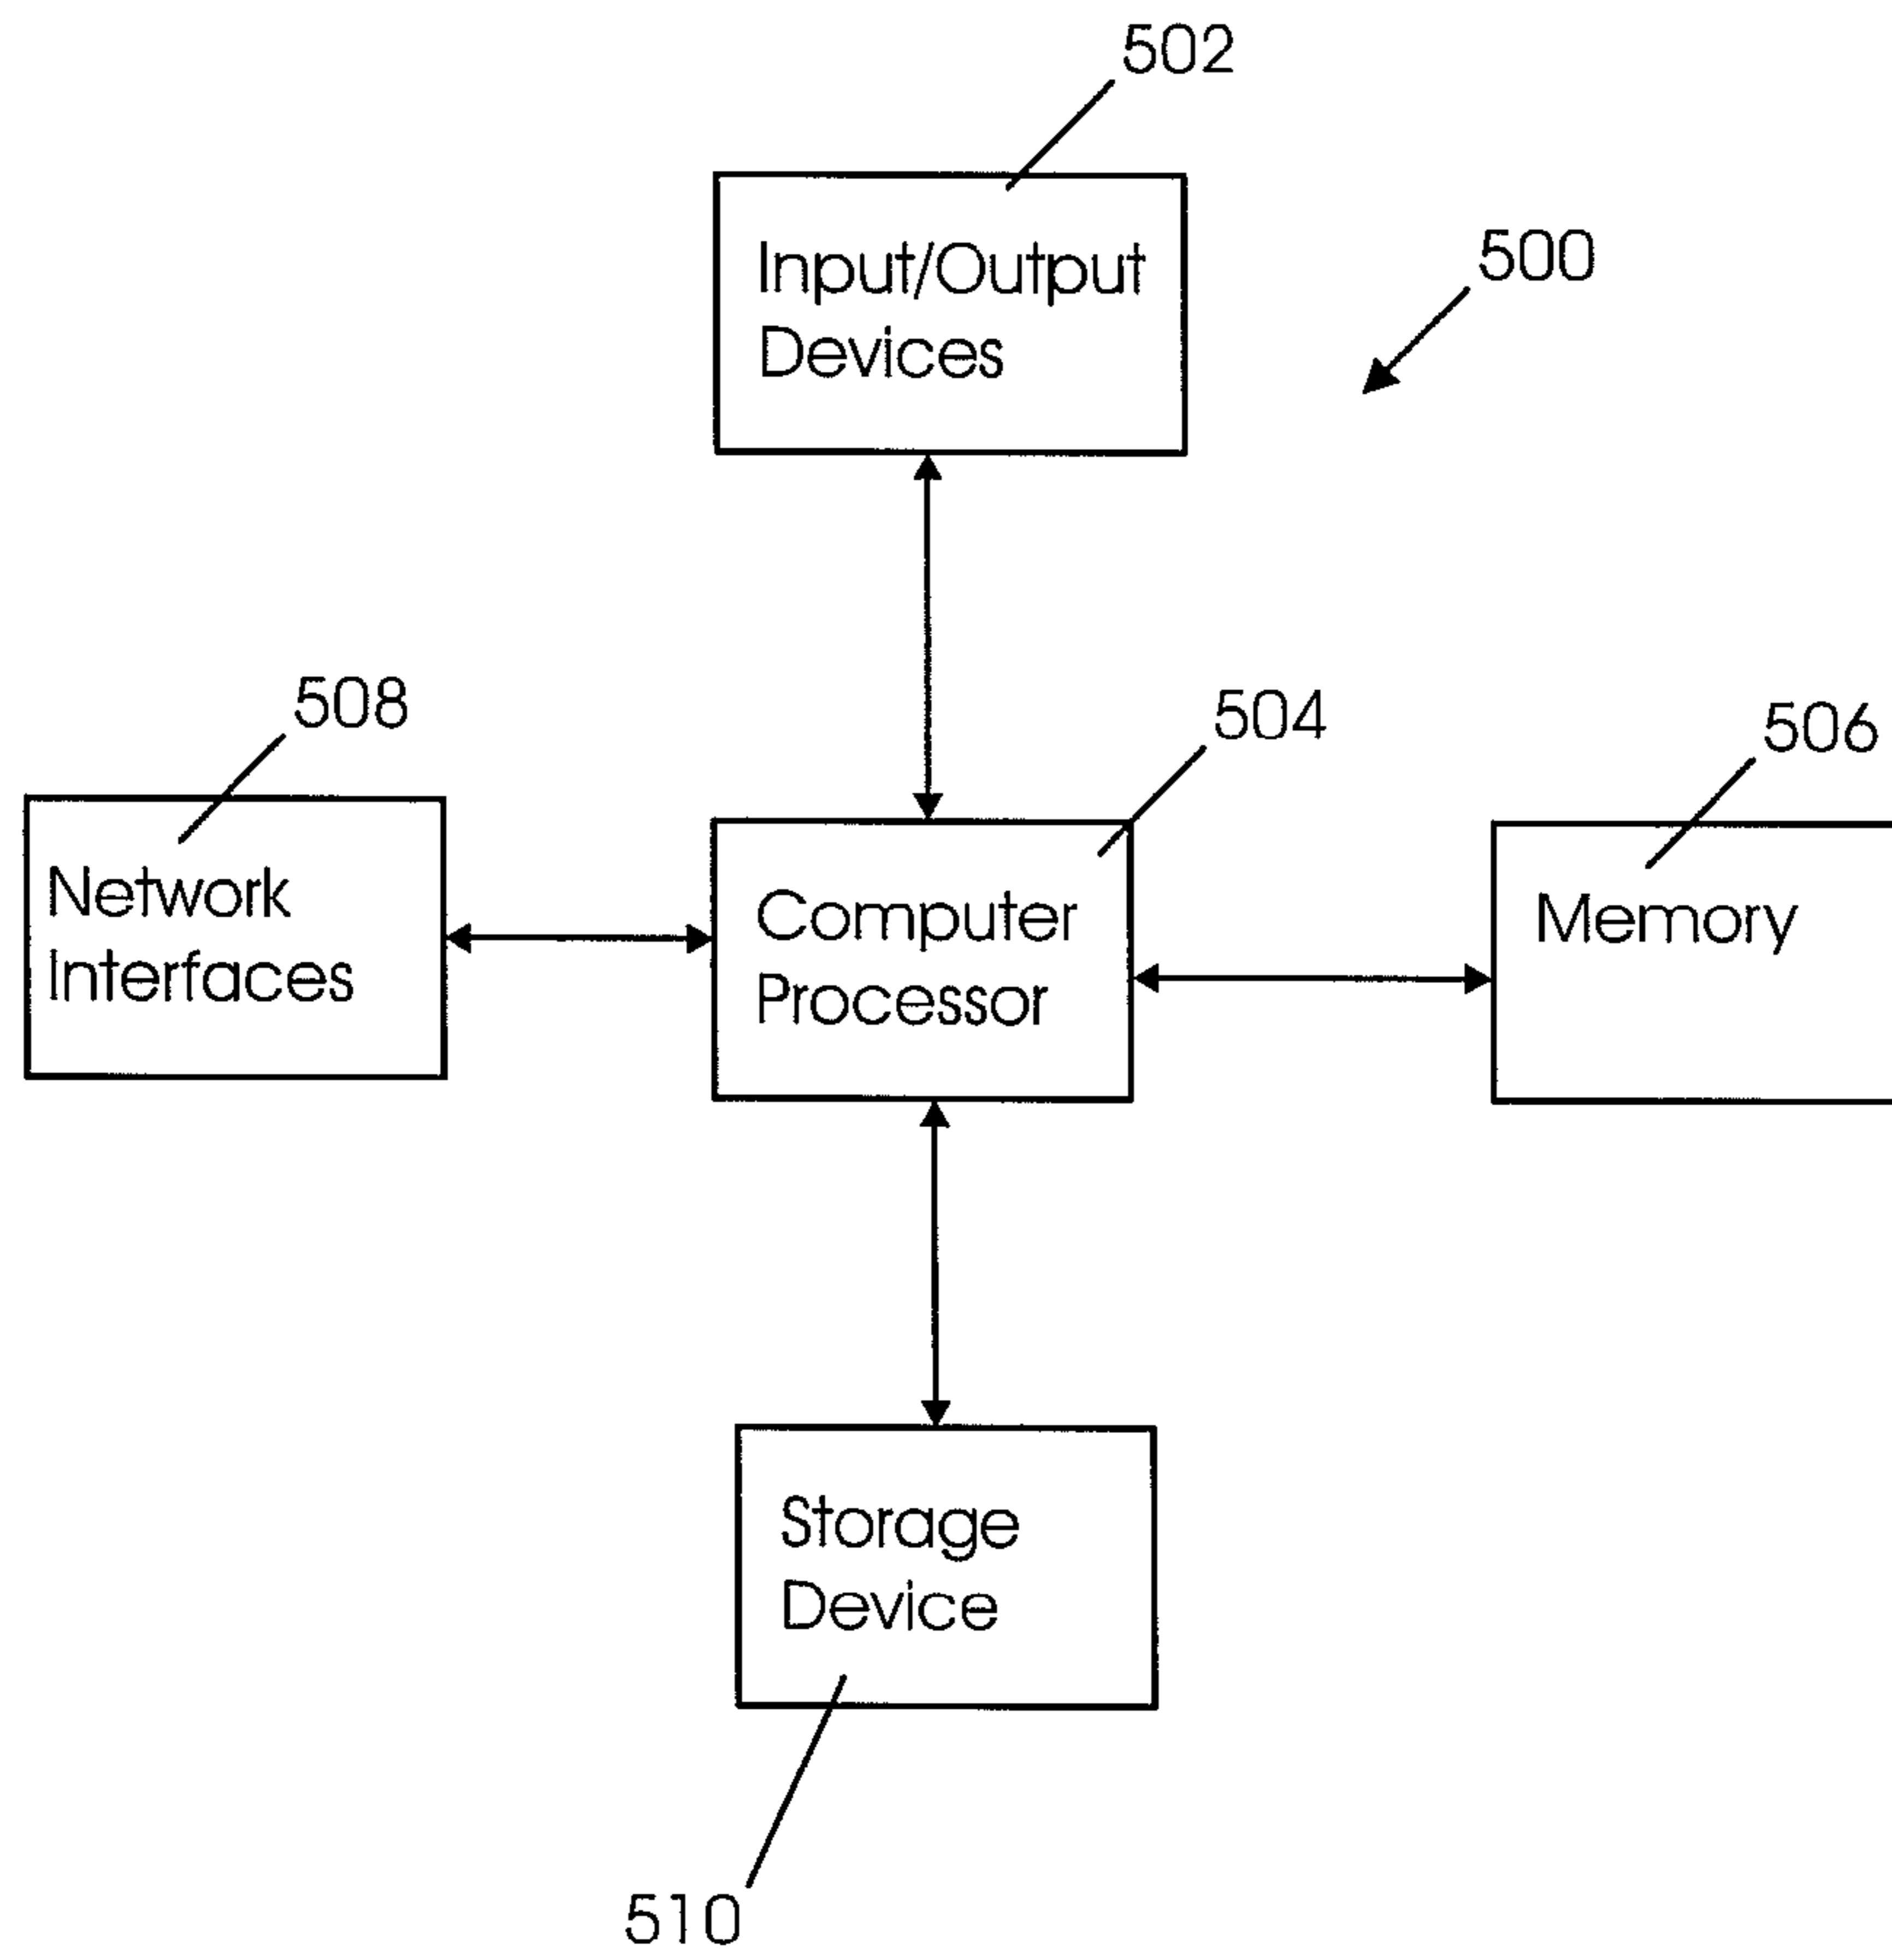 502
Input/Output
Devices
500
508
504
506
Network
Interfaces
Computer
Processor
Memory
Storage
Device
510